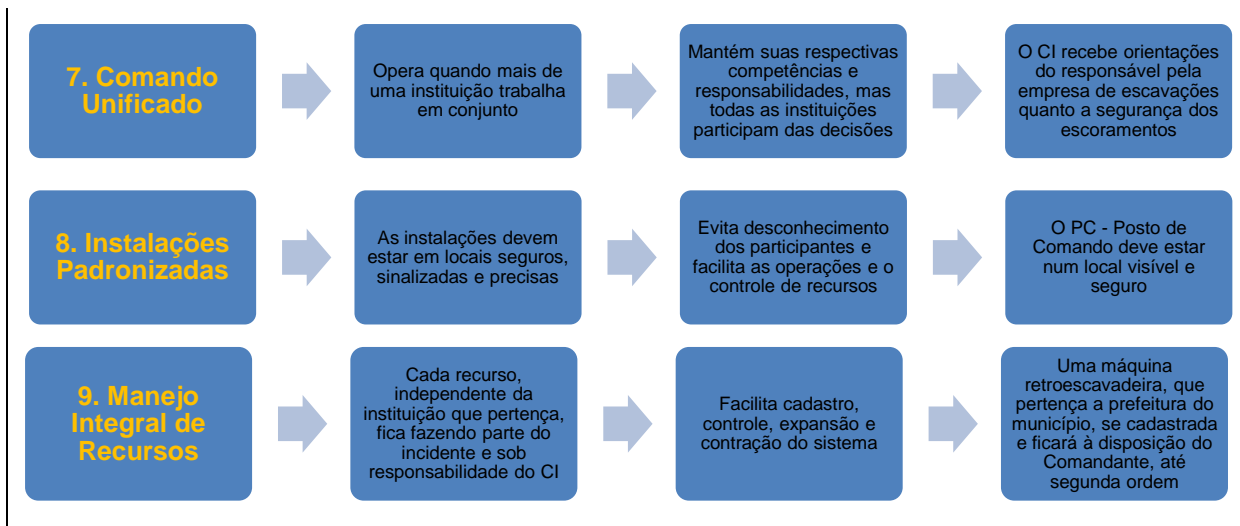 7. Comando
Unificado
Opera quando mais de
uma instituição trabalha
em conjunto
Mantém suas respectivas
competências e
responsabilidades, mas
todas as instituições
participam das decisões
O CI recebe orientações
do responsável pela
empresa de escavações
quanto a segurança dos
escoramentos
8. Instalações
Padronizadas
As instalações devem
estar em locais seguros,
sinalizadas e precisas
Evita desconhecimento
dos participantes e
facilita as operações e o
controle de recursos
O PC - Posto de
Comando deve estar
num local visível e
seguro
9. Manejo
Integral de
Recursos
Cada recurso,
independente da
instituição que pertença,
fica fazendo parte do
incidente e sob
responsabilidade do CI
Facilita cadastro,
controle, expansão e
contração do sistema
Uma máquina
retroescavadeira, que
pertença a prefeitura do
município, se cadastrada
e ficará à disposição do
Comandante, até
segunda ordem